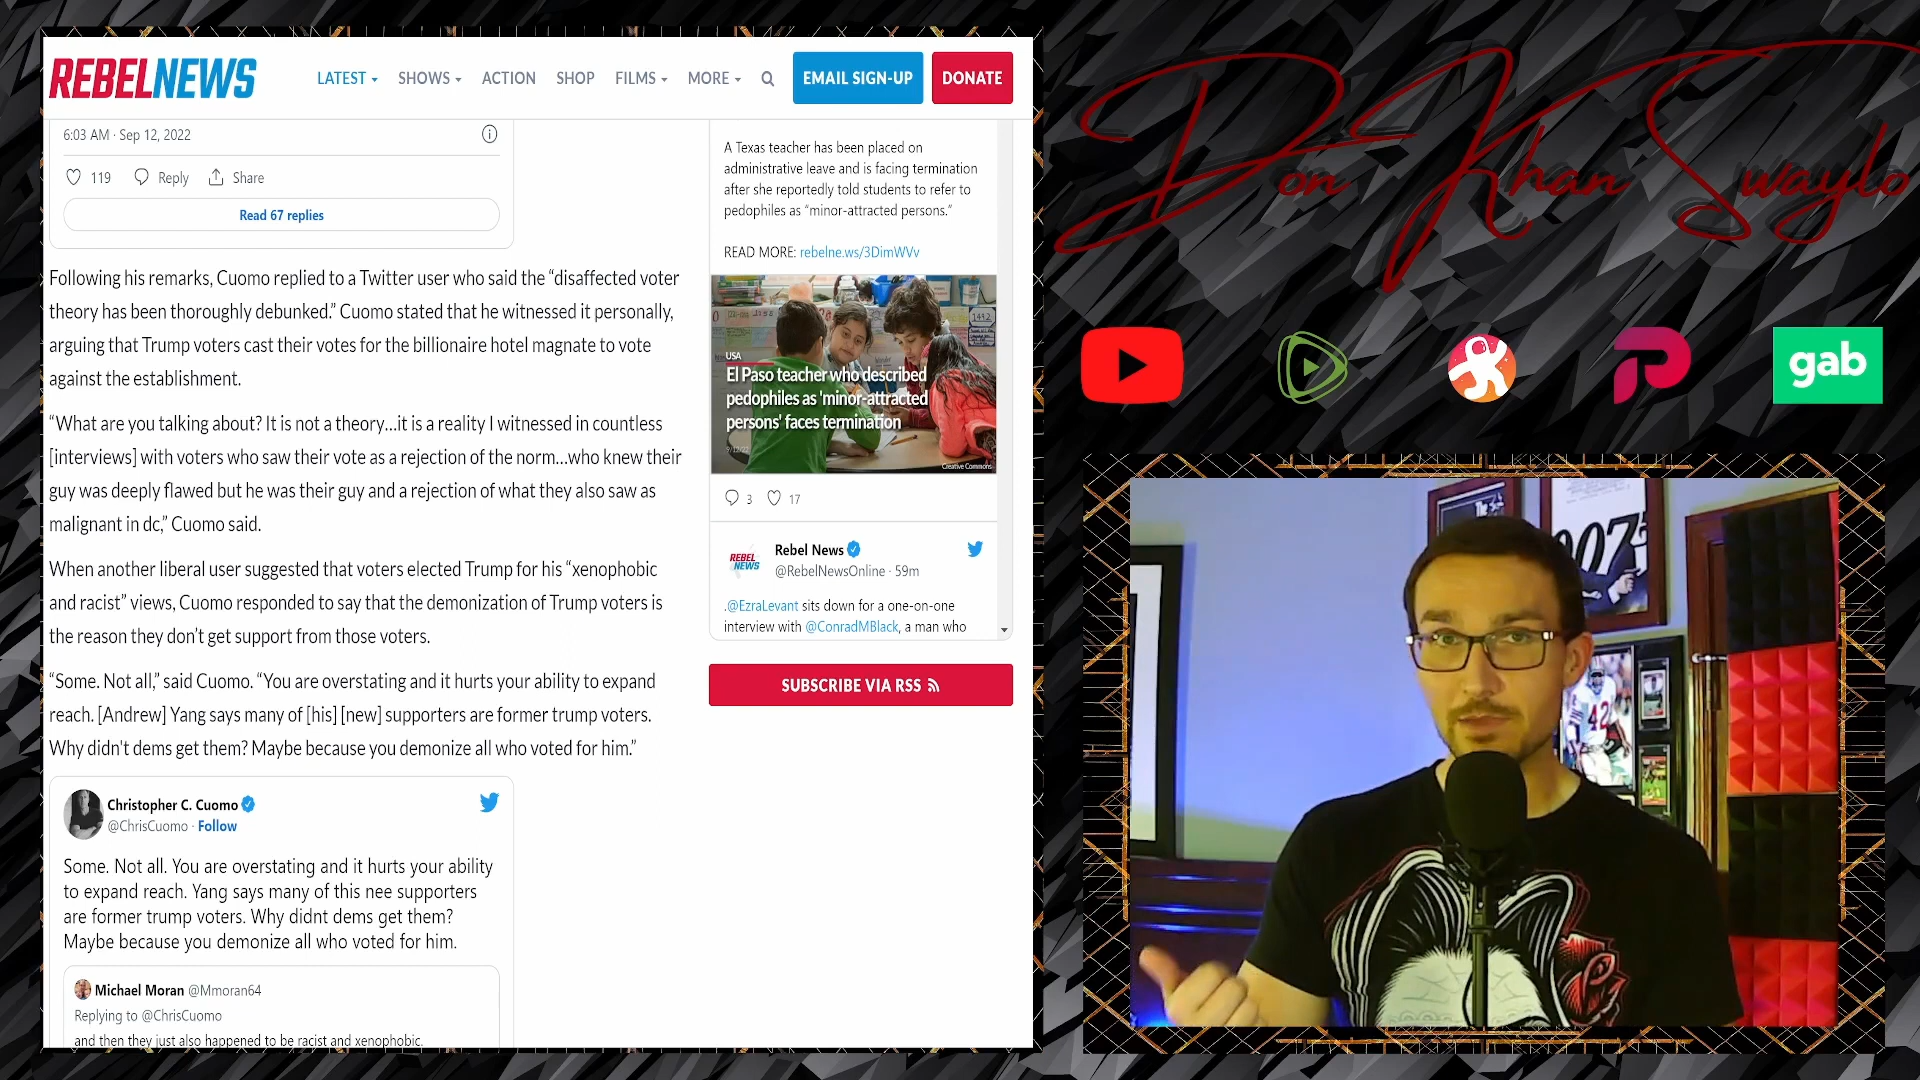 REBELNEWS
LATEST SHOWS ACTION SHOP FILMS MORE EMAIL SIGN-UP DONATE
6:03 AM · Sep 12, 2022
119 Reply Share
Read 67 replies
Following his remarks, Cuomo replied to a Twitter user who said the “disaffected voter
theory has been thoroughly debunked.” Cuomo stated that he witnessed it personally,
arguing that Trump voters cast their votes for the billionaire hotel magnate to vote
against the establishment.
“What are you talking about? It is not a theory…it is a reality I witnessed in countless
[interviews] with voters who saw their vote as a rejection of the norm…who knew their
guy was deeply flawed but he was their guy and a rejection of what they also saw as
malignant in dc,” Cuomo said.
When another liberal user suggested that voters elected Trump for his “xenophobic
and racist” views, Cuomo responded to say that the demonization of Trump voters is
the reason they don’t get support from those voters.
“Some. Not all,” said Cuomo. “You are overstating and it hurts your ability to expand
reach. [Andrew] Yang says many of [his] [new] supporters are former trump voters.
Why didn't dems get them? Maybe because you demonize all who voted for him.”
Christopher C. Cuomo
@ChrisCuomo · Follow
Some. Not all. You are overstating and it hurts your ability
to expand reach. Yang says many of this nee supporters
are former trump voters. Why didnt dems get them?
Maybe because you demonize all who voted for him.
Michael Moran @Mmoran64
Replying to @ChrisCuomo
and then they just also happened to be racist and xenophobic.
A Texas teacher has been placed on
administrative leave and is facing termination
after she reportedly told students to refer to
pedophiles as “minor-attracted persons.”
READ MORE: rebelne.ws/3DimWVv
1492
USA
El Paso teacher who described
pedophiles as 'minor-attracted
persons' faces termination
9/12/22
Creative Commons
3 17
Rebel News
REBEL
NEWS
@RebelNewsOnline · 59m
.@EzraLevant sits down for a one-on-one
interview with @ConradMBlack, a man who
SUBSCRIBE VIA RSS
Don Khan Swaylo
gab
007
42